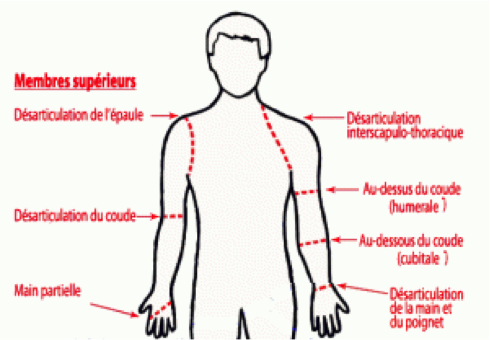 Membres supérieurs
Désarticulation de l'épaule
Désarticulation du coude
Main partielle
Désarticulation
interscapulo-thoracique
Au-dessus du coude
(humerale)
Au-dessous du coude
(cubitale)
Désarticulation
de la main et
du poignet